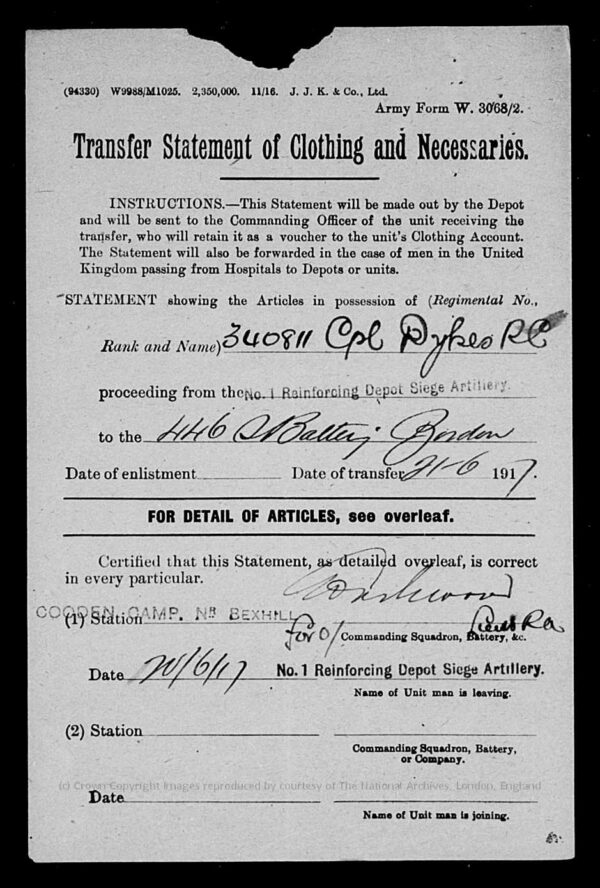 (94330) W9988/M1025. 2,350,000. 11/16. J. J. K. & Co., Ltd.
Army Form W. 3068/2.
Transfer Statement of Clothing and Necessaries.
INSTRUCTIONS.—This Statement will be made out by the Depot
and will be sent to the Commanding Officer of the unit receiving the
transfer, who will retain it as a voucher to the unit's Clothing Account.
The Statement will also be forwarded in the case of men in the United
Kingdom passing from Hospitals to Depots or units.
STATEMENT showing the Articles in possession of (Regimental No.,
Rank and Name) 340811 Cpl Dykes R C
proceeding from the No. 1 Reinforcing Depot Siege Artillery.
to the 446 S Battery Bordon
Date of enlistment Date of transfer 21-6 1917.
FOR DETAIL OF ARTICLES, see overleaf.
Certified that this Statement, as detailed overleaf, is correct
in every particular.
COODEN CAMP. NR BEXHILL
(1) Station
for O/ Commanding Squadron, Battery, &c. Lieut RA
Date 20/6/17 No. 1 Reinforcing Depot Siege Artillery.
Name of Unit man is leaving.
(2) Station
Commanding Squadron, Battery,
or Company.
(c) Crown Copyright Images reproduced by courtesy of The National Archives, London, England
Date
Name of Unit man is joining.